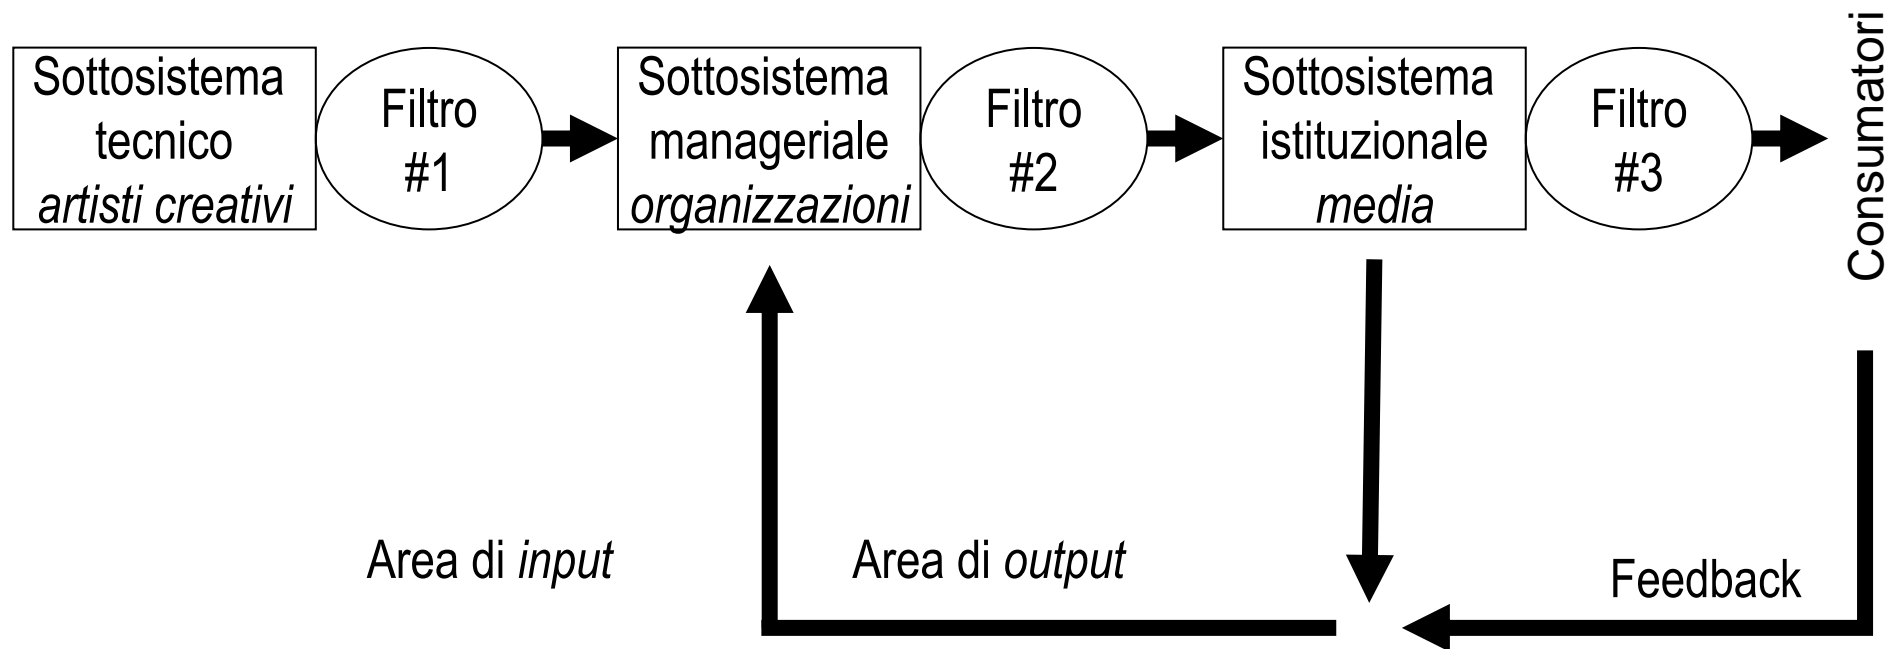 Sottosistema
tecnico
artisti creativi
Filtro
#1
Sottosistema
manageriale
organizzazioni
Filtro
#2
Sottosistema
istituzionale
media
Filtro
#3
Consumatori
Area di input
Area di output
Feedback